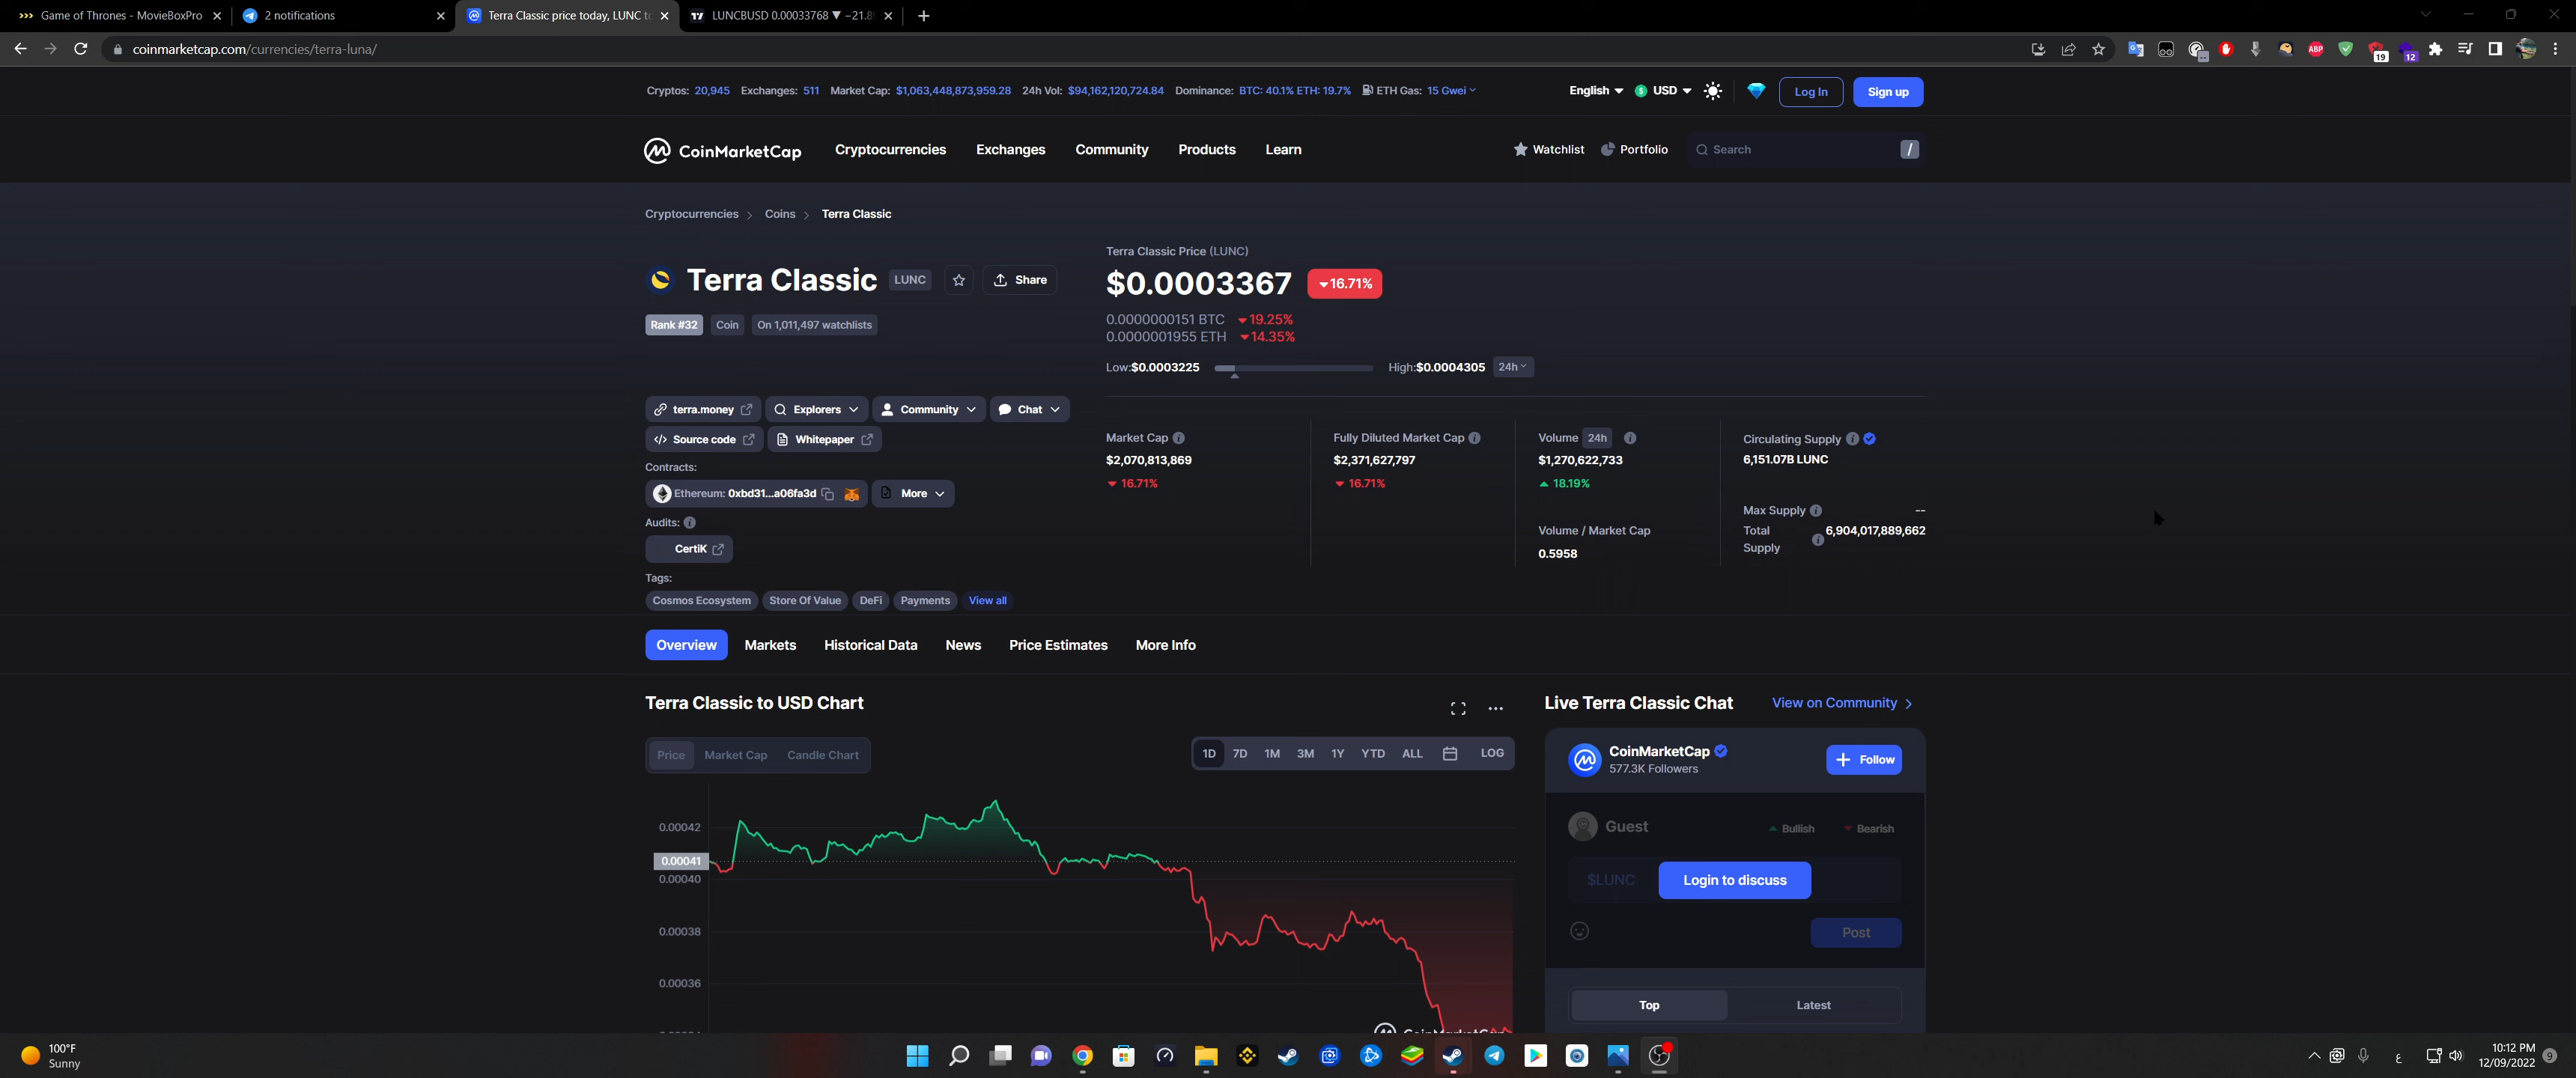 Game of Thrones - MovieBoxPro
2 notifications
Terra Classic price today, LUNC to
LUNCBUSD 0.00033768 ▼ −21.8
coinmarketcap.com/currencies/terra-luna/
ABP
19
12
Cryptos: 20,945 Exchanges: 511 Market Cap: $1,063,448,873,959.28 24h Vol: $94,162,120,724.84 Dominance: BTC: 40.1% ETH: 19.7% ETH Gas: 15 Gwei
English USD Log In Sign up
CoinMarketCap Cryptocurrencies Exchanges Community Products Learn Watchlist Portfolio Search /
Cryptocurrencies > Coins > Terra Classic
Terra Classic LUNC Share
Rank #32 Coin On 1,011,497 watchlists
Terra Classic Price (LUNC)
$0.0003367 ▼16.71%
0.0000000151 BTC ▼19.25%
0.0000001955 ETH ▼14.35%
Low:$0.0003225 High:$0.0004305 24h
terra.money Explorers Community Chat
</> Source code Whitepaper
Contracts:
Ethereum: 0xbd31...a06fa3d More
Audits:
CertiK
Tags:
Cosmos Ecosystem Store Of Value DeFi Payments View all
Market Cap
$2,070,813,869
▼ 16.71%
Fully Diluted Market Cap
$2,371,627,797
▼ 16.71%
Volume 24h
$1,270,622,733
▲ 18.19%
Volume / Market Cap
0.5958
Circulating Supply
6,151.07B LUNC
Max Supply --
Total Supply 6,904,017,889,662
Overview Markets Historical Data News Price Estimates More Info
Terra Classic to USD Chart
Price Market Cap Candle Chart
1D 7D 1M 3M 1Y YTD ALL LOG
0.00042
0.00041
0.00040
0.00038
0.00036
Live Terra Classic Chat View on Community >
CoinMarketCap
577.3K Followers
+ Follow
Guest ▲ Bullish ▼ Bearish
$LUNC Login to discuss
Post
Top Latest
100°F
Sunny
ع
10:12 PM
12/09/2022
9